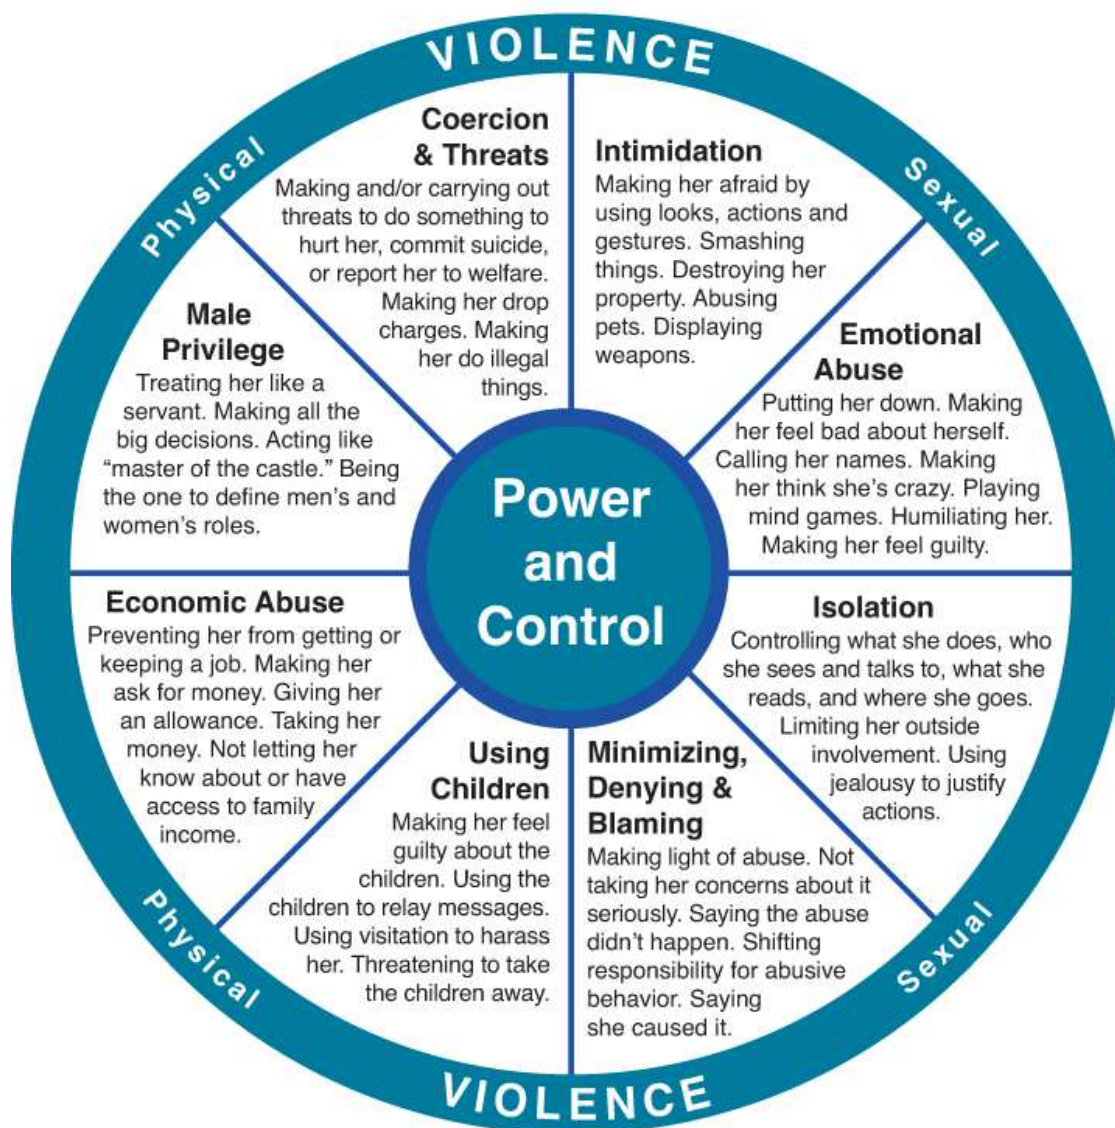 VIOLENCE
Physical
Sexual
Coercion
& Threats
Making and/or carrying out
threats to do something to
hurt her, commit suicide,
or report her to welfare.
Making her drop
charges. Making
her do illegal
things.
Intimidation
Making her afraid by
using looks, actions and
gestures. Smashing
things. Destroying her
property. Abusing
pets. Displaying
weapons.
Male
Privilege
Treating her like a
servant. Making all the
big decisions. Acting like
“master of the castle.” Being
the one to define men’s and
women’s roles.
Emotional
Abuse
Putting her down. Making
her feel bad about herself.
Calling her names. Making
her think she’s crazy. Playing
mind games. Humiliating her.
Making her feel guilty.
Power
and
Control
Economic Abuse
Preventing her from getting or
keeping a job. Making her
ask for money. Giving her
an allowance. Taking her
money. Not letting her
know about or have
access to family
income.
Isolation
Controlling what she does, who
she sees and talks to, what she
reads, and where she goes.
Limiting her outside
involvement. Using
jealousy to justify
actions.
Using
Children
Making her feel
guilty about the
children. Using the
children to relay messages.
Using visitation to harass
her. Threatening to take
the children away.
Minimizing,
Denying &
Blaming
Making light of abuse. Not
taking her concerns about it
seriously. Saying the abuse
didn’t happen. Shifting
responsibility for abusive
behavior. Saying
she caused it.
Physical
Sexual
VIOLENCE